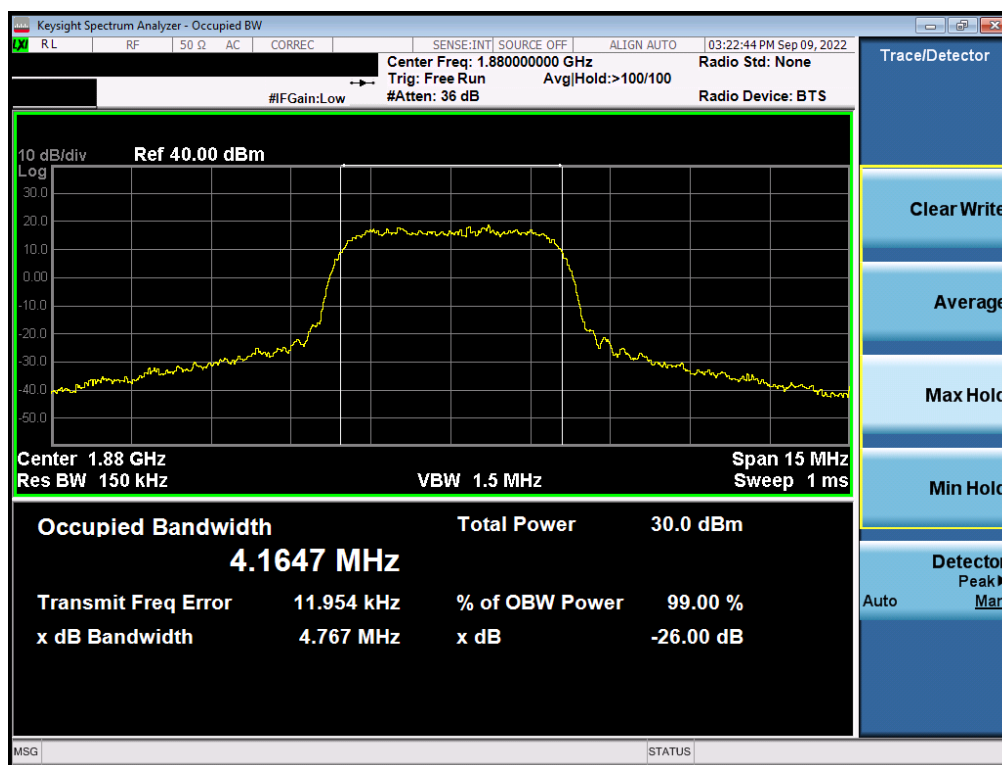 Keysight Spectrum Analyzer - Occupied BW
LXI RL RF 50 Ω AC CORREC SENSE:INT SOURCE OFF ALIGN AUTO 03:22:44 PM Sep 09, 2022
Center Freq: 1.880000000 GHz Radio Std: None
Trig: Free Run Avg|Hold:>100/100
#IFGain:Low #Atten: 36 dB Radio Device: BTS
10 dB/div Ref 40.00 dBm
Log
30.0
20.0
10.0
0.00
-10.0
-20.0
-30.0
-40.0
-50.0
Center 1.88 GHz Span 15 MHz
Res BW 150 kHz VBW 1.5 MHz Sweep 1 ms
Occupied Bandwidth Total Power 30.0 dBm
4.1647 MHz
Transmit Freq Error 11.954 kHz % of OBW Power 99.00 %
x dB Bandwidth 4.767 MHz x dB -26.00 dB
MSG STATUS
Trace/Detector
Clear Write
Average
Max Hold
Min Hold
Detector
Peak▶
Auto Man